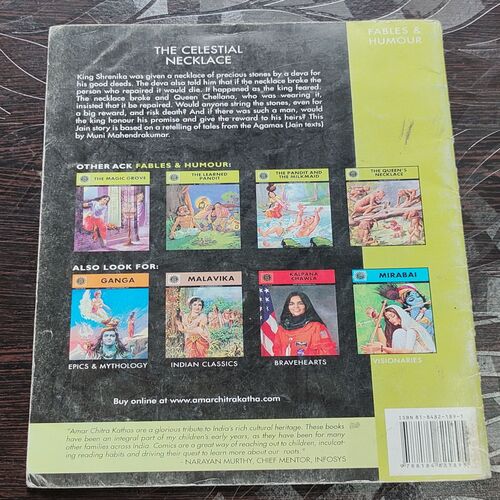 FABLES &
HUMOUR
THE CELESTIAL
NECKLACE
King Shrenika was given a necklace of precious stones by a deva for
his good deeds. The deva also told him that if the necklace broke the
person who repaired it would die. It happened as the king feared.
The necklace broke and Queen Chellana, who was wearing it,
insisted that it be repaired. Would anyone string the stones, even for
a big reward, and risk death? And if there was such a man, would
the king honour his promise and give the reward to his heirs? This
Jain story is based on a retelling of tales from the Agamas (Jain texts)
by Muni Mahendrakumar.
OTHER ACK FABLES & HUMOUR:
THE MAGIC GROVE
THE LEARNED
PANDIT
THE PANDIT AND
THE MILKMAID
THE QUEEN'S
NECKLACE
ALSO LOOK FOR:
GANGA
MALAVIKA
KALPANA
CHAWLA
MIRABAI
EPICS & MYTHOLOGY
INDIAN CLASSICS
BRAVEHEARTS
VISIONARIES
Buy online at www.amarchitrakatha.com
"Amar Chitra Kathas are a glorious tribute to India's rich cultural heritage. These books
have been an integral part of my children's early years, as they have been for many
other families across India. Comics are a great way of reaching out to children, inculcat-
ing reading habits and driving their quest to learn more about our roots."
- NARAYAN MURTHY, CHIEF MENTOR, INFOSYS